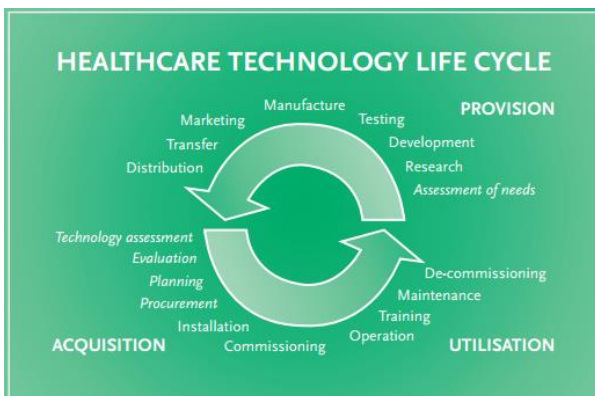 HEALTHCARE TECHNOLOGY LIFE CYCLE
PROVISION
Assessment of needs
Research
Development
Testing
Manufacture
Marketing
Transfer
Distribution
Technology assessment
Evaluation
Planning
Procurement
Installation
Commissioning
Operation
Training
Maintenance
De-commissioning
ACQUISITION
UTILISATION